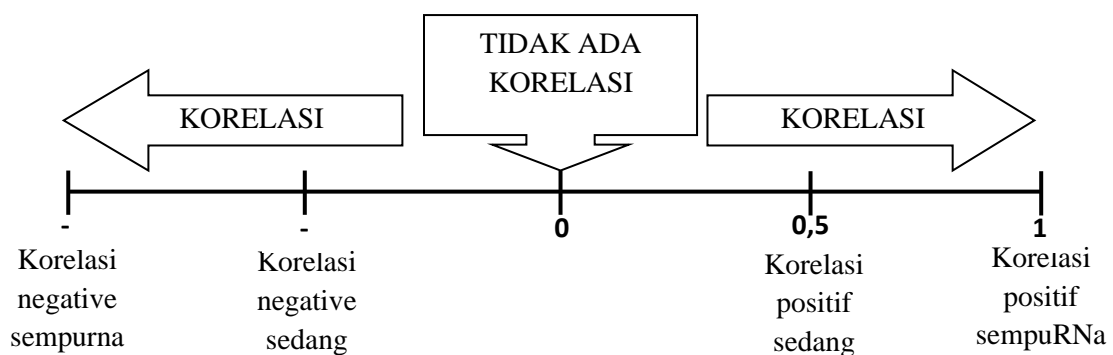 TIDAK ADA
KORELASI
KORELASI
KORELASI
-
-
0
0,5
1
Korelasi
negative
sempurna
Korelasi
negative
sedang
Korelasi
positif
sedang
Korelasi
positif
sempuRNa